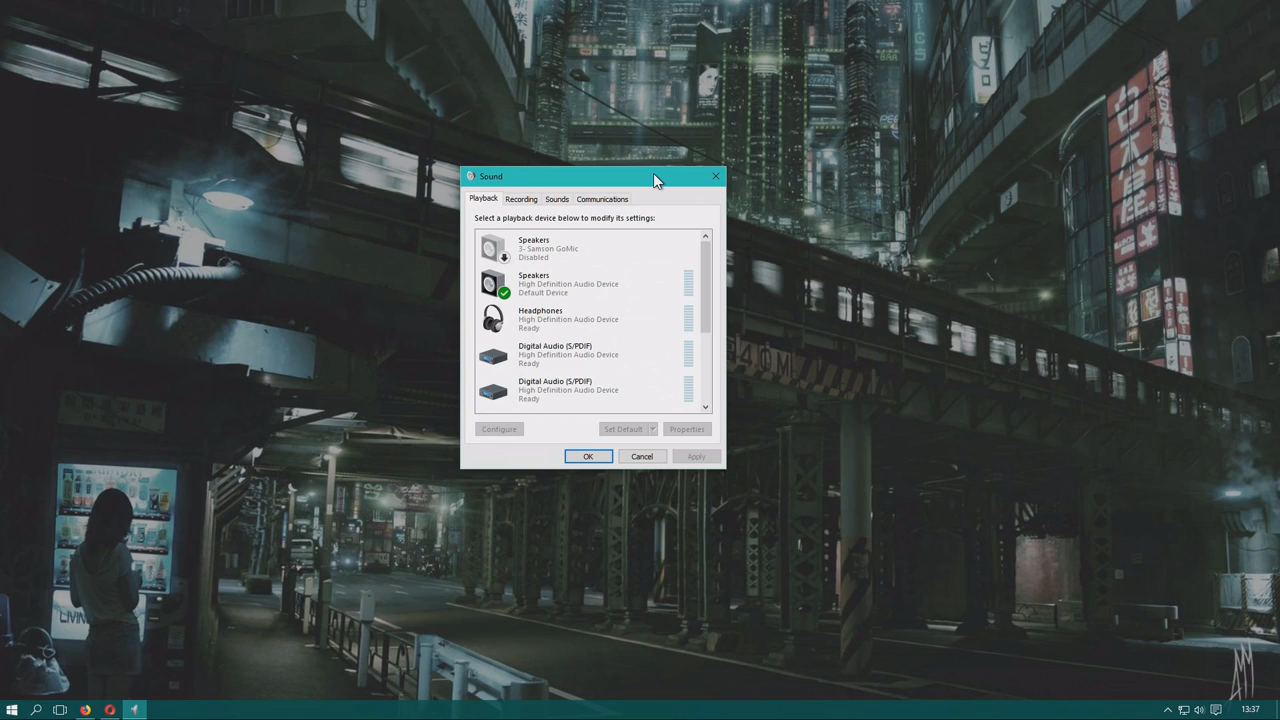 Sound
Playback
Recording
Sounds
Communications
Select a playback device below to modify its settings:
Speakers
3- Samson GoMic
Disabled
Speakers
High Definition Audio Device
Default Device
Headphones
High Definition Audio Device
Ready
Digital Audio (S/PDIF)
High Definition Audio Device
Ready
Digital Audio (S/PDIF)
High Definition Audio Device
Ready
Configure
Set Default
Properties
OK
Cancel
Apply
13:37